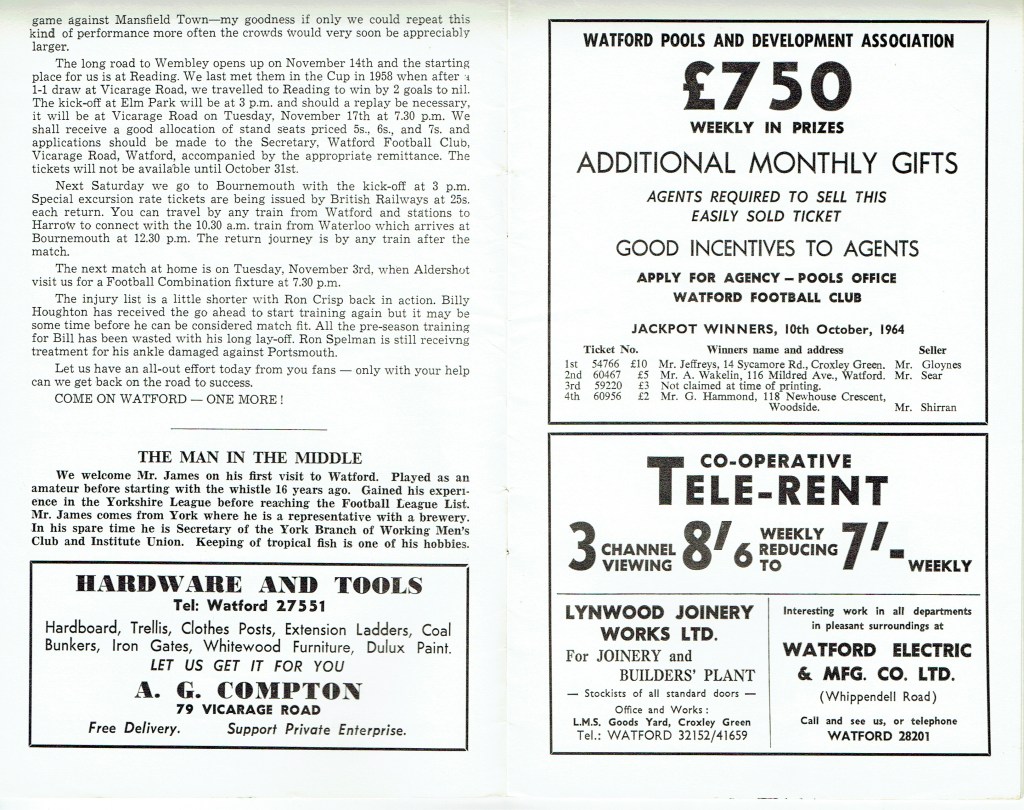 game against Mansfield Town—my goodness if only we could repeat this
kind of performance more often the crowds would very soon be appreciably
larger.
The long road to Wembley opens up on November 14th and the starting
place for us is at Reading. We last met them in the Cup in 1958 when after a
1-1 draw at Vicarage Road, we travelled to Reading to win by 2 goals to nil.
The kick-off at Elm Park will be at 3 p.m. and should a replay be necessary,
it will be at Vicarage Road on Tuesday, November 17th at 7.30 p.m. We
shall receive a good allocation of stand seats priced 5s., 6s., and 7s. and
applications should be made to the Secretary, Watford Football Club,
Vicarage Road, Watford, accompanied by the appropriate remittance. The
tickets will not be available until October 31st.
Next Saturday we go to Bournemouth with the kick-off at 3 p.m.
Special excursion rate tickets are being issued by British Railways at 25s.
each return. You can travel by any train from Watford and stations to
Harrow to connect with the 10.30 a.m. train from Waterloo which arrives at
Bournemouth at 12.30 p.m. The return journey is by any train after the
match.
The next match at home is on Tuesday, November 3rd, when Aldershot
visit us for a Football Combination fixture at 7.30 p.m.
The injury list is a little shorter with Ron Crisp back in action. Billy
Houghton has received the go ahead to start training again but it may be
some time before he can be considered match fit. All the pre-season training
for Bill has been wasted with his long lay-off. Ron Spelman is still receiving
treatment for his ankle damaged against Portsmouth.
Let us have an all-out effort today from you fans — only with your help
can we get back on the road to success.
COME ON WATFORD — ONE MORE !
THE MAN IN THE MIDDLE
We welcome Mr. James on his first visit to Watford. Played as an
amateur before starting with the whistle 16 years ago. Gained his experi-
ence in the Yorkshire League before reaching the Football League List.
Mr. James comes from York where he is a representative with a brewery.
In his spare time he is Secretary of the York Branch of Working Men's
Club and Institute Union. Keeping of tropical fish is one of his hobbies.
HARDWARE AND TOOLS
Tel: Watford 27551
Hardboard, Trellis, Clothes Posts, Extension Ladders, Coal
Bunkers, Iron Gates, Whitewood Furniture, Dulux Paint.
LET US GET IT FOR YOU
A. G. COMPTON
79 VICARAGE ROAD
Free Delivery. Support Private Enterprise.
WATFORD POOLS AND DEVELOPMENT ASSOCIATION
£750
WEEKLY IN PRIZES
ADDITIONAL MONTHLY GIFTS
AGENTS REQUIRED TO SELL THIS
EASILY SOLD TICKET
GOOD INCENTIVES TO AGENTS
APPLY FOR AGENCY — POOLS OFFICE
WATFORD FOOTBALL CLUB
JACKPOT WINNERS, 10th October, 1964
Ticket No. Winners name and address Seller
1st 54766 £10 Mr. Jeffreys, 14 Sycamore Rd., Croxley Green. Mr. Gloynes
2nd 60467 £5 Mr. A. Wakelin, 116 Mildred Ave., Watford. Mr. Sear
3rd 59220 £3 Not claimed at time of printing.
4th 60956 £2 Mr. G. Hammond, 118 Newhouse Crescent,
Woodside. Mr. Shirran
CO-OPERATIVE
TELE-RENT
3 CHANNEL VIEWING 8/6 WEEKLY REDUCING TO 7/- WEEKLY
LYNWOOD JOINERY
WORKS LTD.
For JOINERY and
BUILDERS' PLANT
— Stockists of all standard doors —
Office and Works :
L.M.S. Goods Yard, Croxley Green
Tel.: WATFORD 32152/41659
Interesting work in all departments
in pleasant surroundings at
WATFORD ELECTRIC
& MFG. CO. LTD.
(Whippendell Road)
Call and see us, or telephone
WATFORD 28201